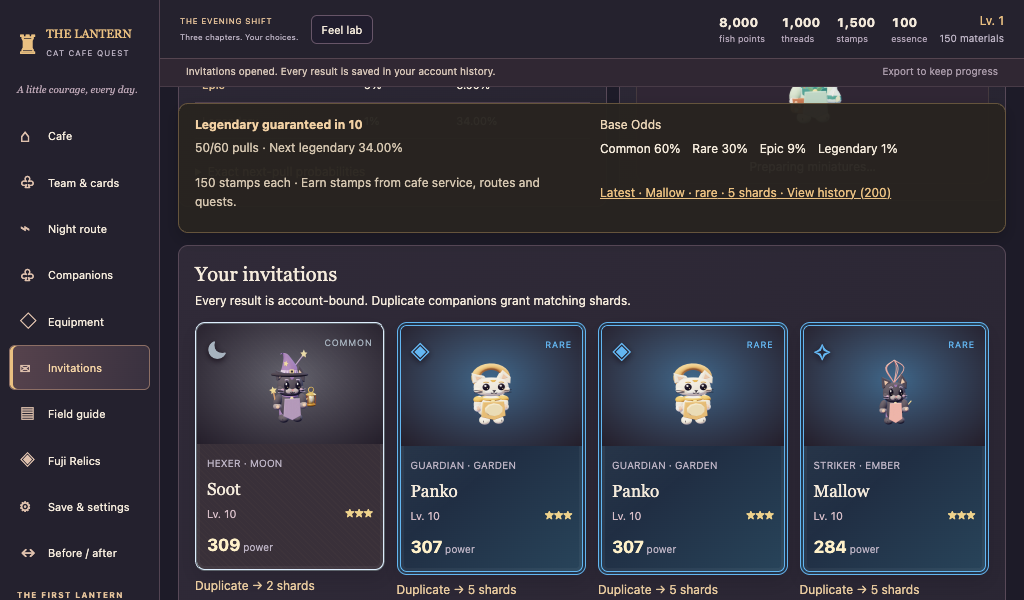 THE LANTERN
CAT CAFE QUEST
A little courage, every day.
Cafe
Team & cards
Night route
Companions
Equipment
Invitations
Field guide
Fuji Relics
Save & settings
Before / after
THE FIRST LANTERN
THE EVENING SHIFT
Three chapters. Your choices.
Feel lab
8,000
fish points
1,000
threads
1,500
stamps
100
essence
Lv. 1
150 materials
Invitations opened. Every result is saved in your account history.
Export to keep progress
Legendary guaranteed in 10
50/60 pulls · Next legendary 34.00%
150 stamps each · Earn stamps from cafe service, routes and
quests.
Base Odds
Common 60% Rare 30% Epic 9% Legendary 1%
Preparing miniatures...
Latest · Mallow · rare · 5 shards · View history (200)
Your invitations
Every result is account-bound. Duplicate companions grant matching shards.
COMMON
HEXER · MOON
Soot
Lv. 10
309 power
Duplicate → 2 shards
RARE
GUARDIAN · GARDEN
Panko
Lv. 10
307 power
Duplicate → 5 shards
RARE
GUARDIAN · GARDEN
Panko
Lv. 10
307 power
Duplicate → 5 shards
RARE
STRIKER · EMBER
Mallow
Lv. 10
284 power
Duplicate → 5 shards